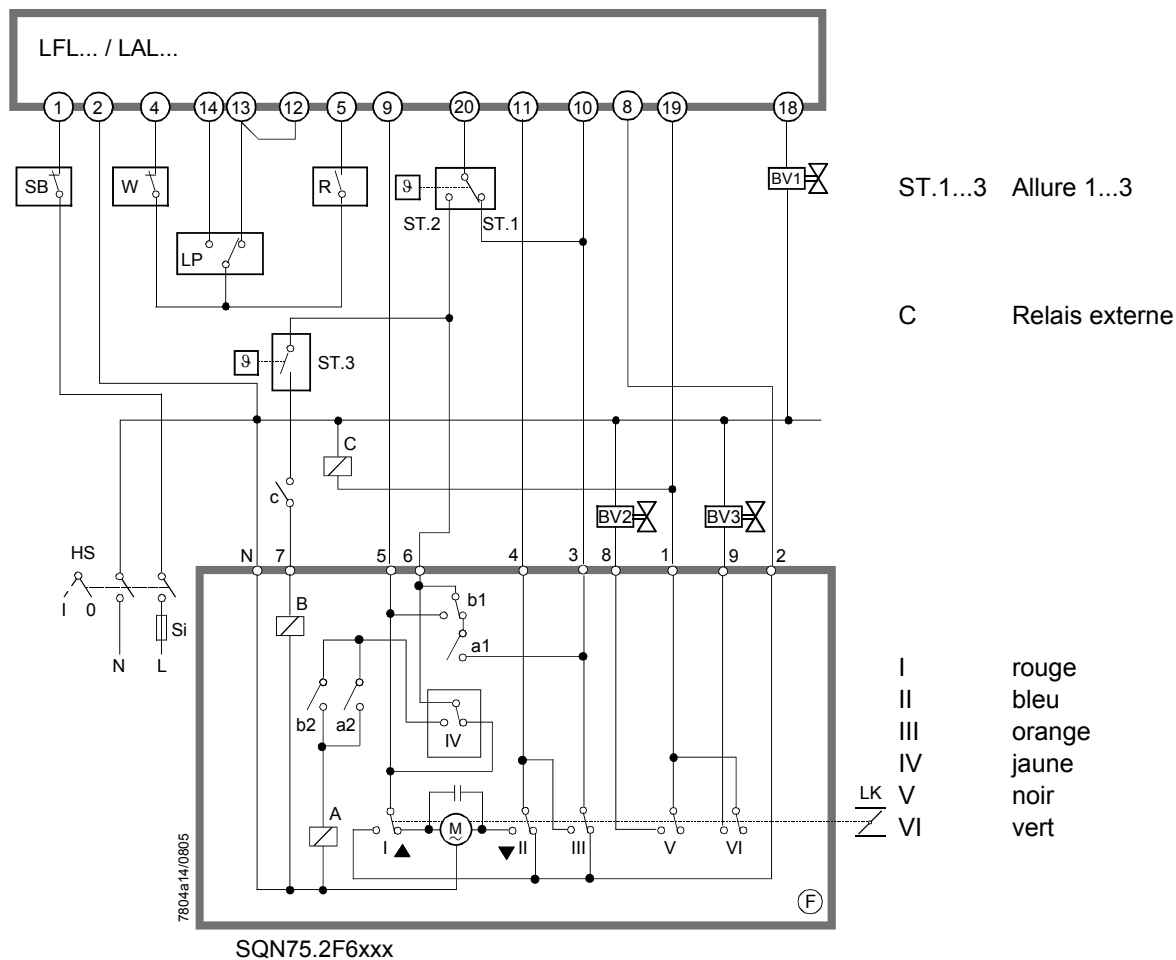 LFL... / LAL...
1 2 4 14 13 12 5 9 20 11 10 8 19 18
SB W R ϑ BV1
ST.2 ST.1
LP
ST.1...3 Allure 1...3
C Relais externe
ϑ ST.3
C
c
BV2 BV3
HS
N 7 5 6 4 3 8 1 9 2
I 0
B
b1
Si
a1
N L
b2 a2
IV
I rouge
II bleu
III orange
IV jaune
V noir
VI vert
LK
A
M
~
I II III V VI
F
7804a14/0805
SQN75.2F6xxx